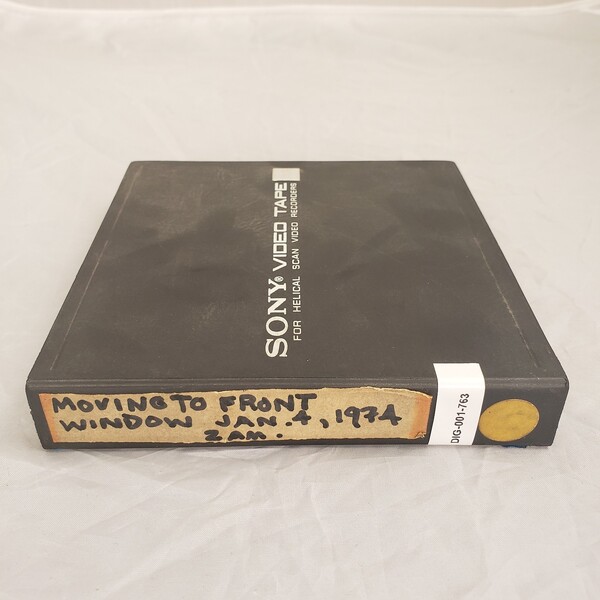 SONY® VIDEO TAPE
FOR HELICAL SCAN VIDEO RECORDERS
MOVING TO FRONT
WINDOW JAN. 4, 1974
2 AM.
DIG-001-763